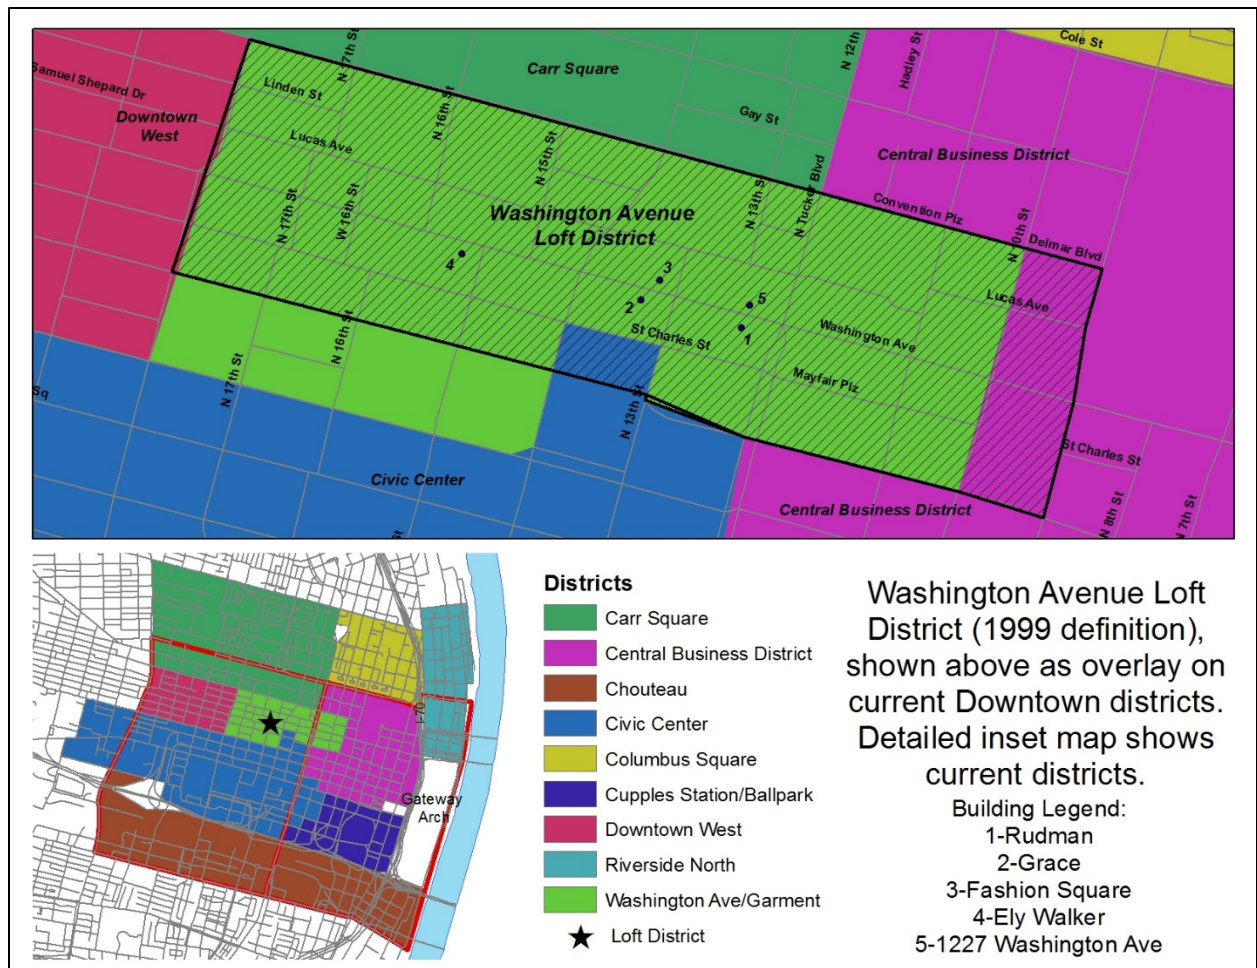 N 17th St
N 12th
Cole St
Samuel Shepard Dr
Linden St
Carr Square
Hadley St
Downtown
West
N 16th St
Gay St
Lucas Ave
N 15th St
Central Business District
N 13th St
N Tucker Blvd
Convention Plz
Washington Avenue
Loft District
N 17th St
W 16th St
N 10th St
Delmar Blvd
4
3
2
5
1
Lucas Ave
St Charles St
Washington Ave
N 16th St
Mayfair Plz
N 17th St
Sq
N 13th St
St Charles St
Civic Center
Central Business District
N 8th St
N 7th St
St
I-70
Gateway
Arch
Districts
Carr Square
Central Business District
Chouteau
Civic Center
Columbus Square
Cupples Station/Ballpark
Downtown West
Riverside North
Washington Ave/Garment
Loft District
Washington Avenue Loft
District (1999 definition),
shown above as overlay on
current Downtown districts.
Detailed inset map shows
current districts.
Building Legend:
1-Rudman
2-Grace
3-Fashion Square
4-Ely Walker
5-1227 Washington Ave